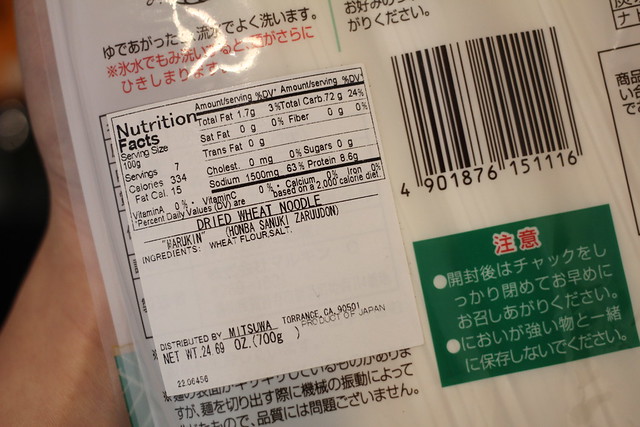 ゆであがったら、流水でよく洗います。
※氷水でもみ洗いすると、麺がさらに
ひきしまります。
がりください。
Nutrition
Facts
Serving Size
100g
Servings 7
Calories 334
Fat Cal. 15
Amount/serving %DV* Amount/serving %DV*
Total Fat 1.7g 3% Total Carb. 72 g 24%
Sat Fat 0 g 0% Fiber 0 g 0%
Trans Fat 0 g
Cholest. 0 mg 0% Sugars 0 g
Sodium 1500mg 63% Protein 8.6g
VitaminA 0% · VitaminC 0% · Calcium 0% Iron 0%
*Percent Daily Values (DV) are based on a 2,000 calorie diet.
DRIED WHEAT NOODLE
"MARUKIN" (HONBA SANUKI ZARUUDON)
INGREDIENTS: WHEAT FLOUR,SALT.
DISTRIBUTED BY MITSUWA TORRANCE, CA. 90501
NET WT.24.69 OZ.(700g) PRODUCT OF JAPAN
22.06456
4 901876 151116
注意
●開封後はチャックをし
っかり閉めてお早めに
お召しあがりください。
●においが強い物と一緒
に保存しないでください。
すが、麺を切り出す際に機械の振動によって
品質には問題ございません。